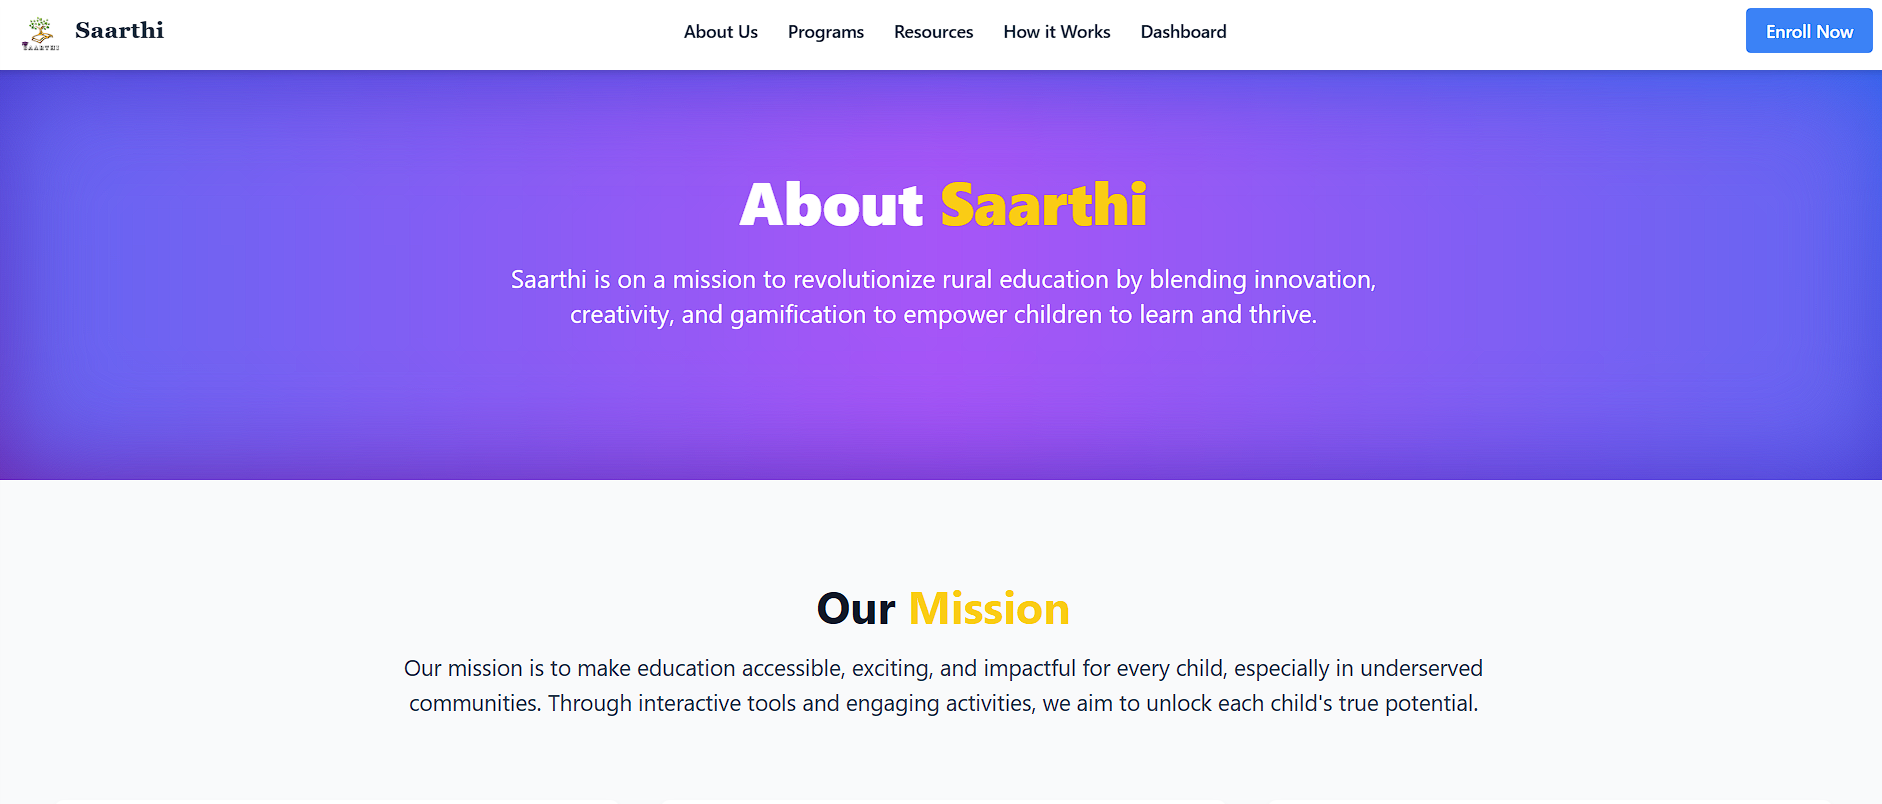 SAARTHI
Saarthi
About Us
Programs
Resources
How it Works
Dashboard
Enroll Now
About Saarthi
Saarthi is on a mission to revolutionize rural education by blending innovation,
creativity, and gamification to empower children to learn and thrive.
Our Mission
Our mission is to make education accessible, exciting, and impactful for every child, especially in underserved
communities. Through interactive tools and engaging activities, we aim to unlock each child's true potential.